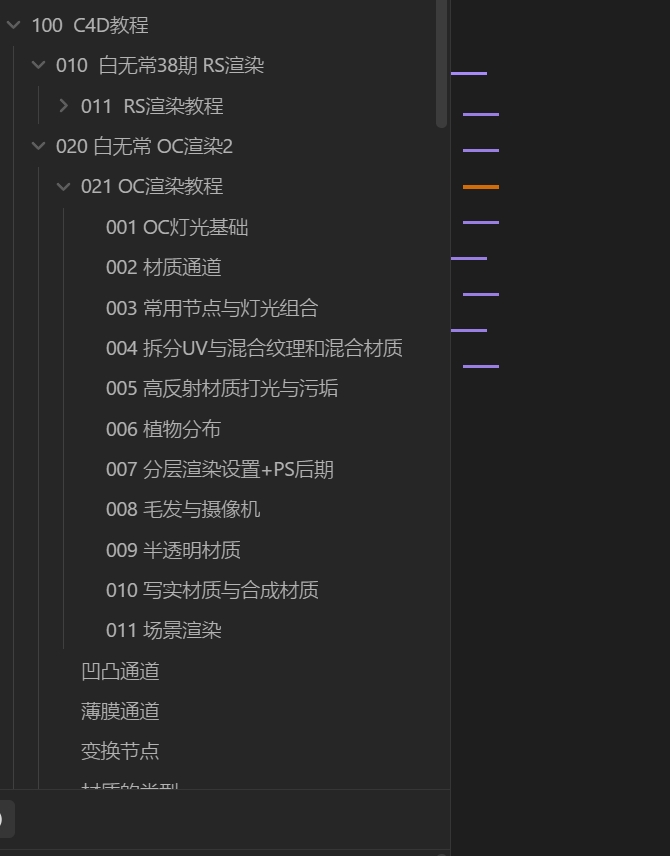 100 C4D教程
010 白无常38期 RS渲染
011 RS渲染教程
020 白无常 OC渲染2
021 OC渲染教程
001 OC灯光基础
002 材质通道
003 常用节点与灯光组合
004 拆分UV与混合纹理和混合材质
005 高反射材质打光与污垢
006 植物分布
007 分层渲染设置+PS后期
008 毛发与摄像机
009 半透明材质
010 写实材质与合成材质
011 场景渲染
凹凸通道
薄膜通道
变换节点
材质的类型